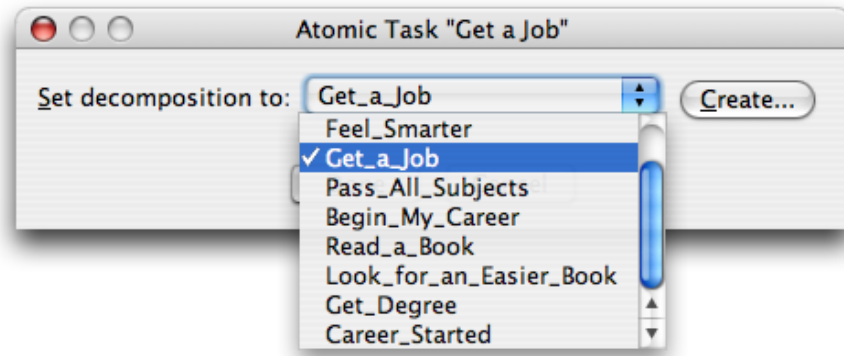 Atomic Task "Get a Job"
Set decomposition to: Get_a_Job Create...
Feel_Smarter
✓ Get_a_Job
Pass_All_Subjects
Begin_My_Career
Read_a_Book
Look_for_an_Easier_Book
Get_Degree
Career_Started